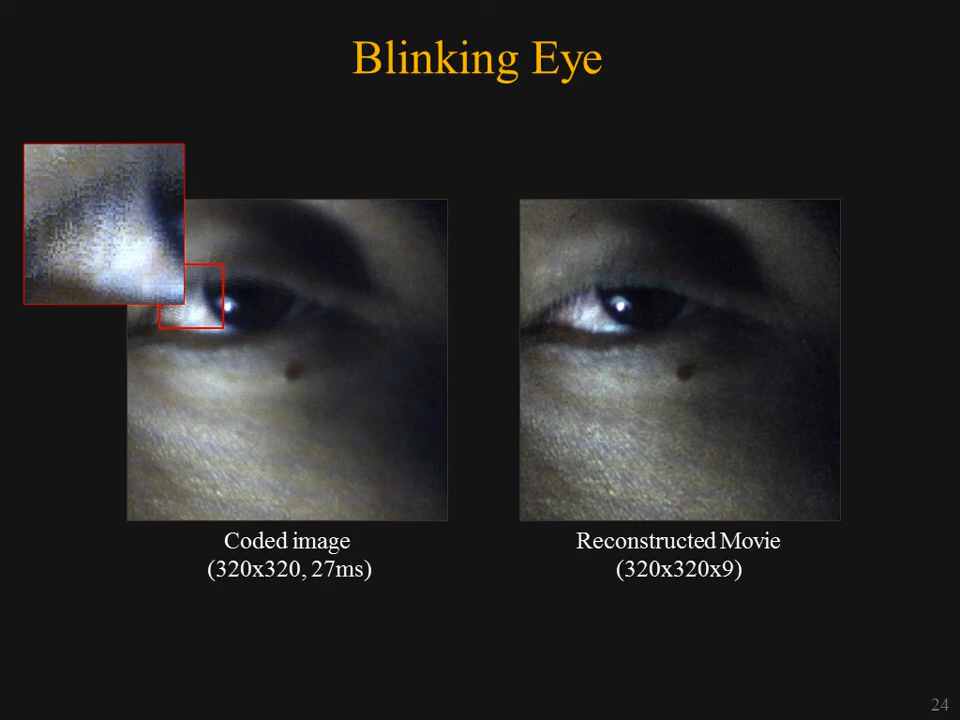 Blinking Eye
Coded image
(320x320, 27ms)
Reconstructed Movie
(320x320x9)
24